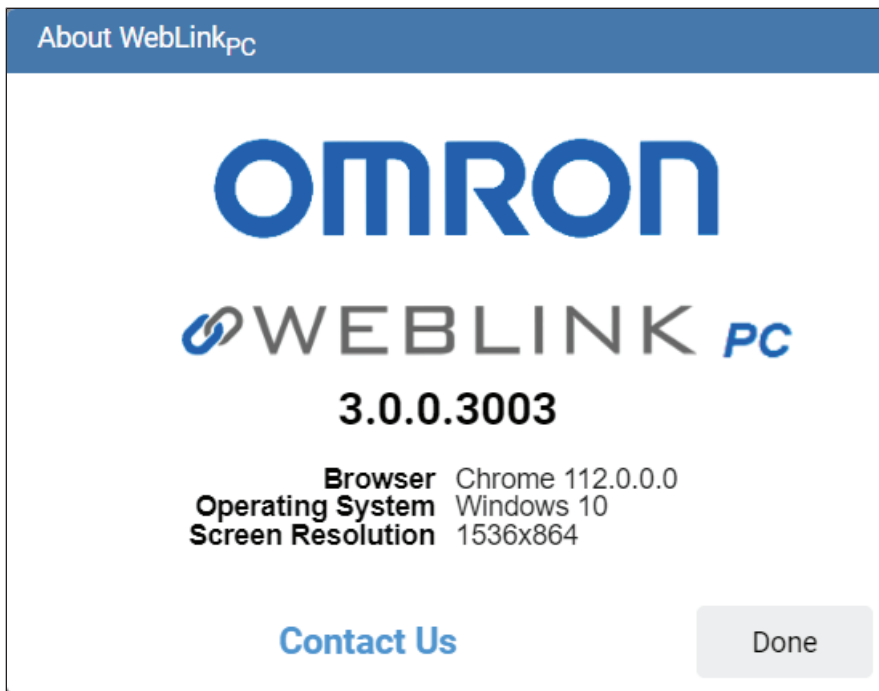 About WebLinkPC
OMRON
WEBLINK PC
3.0.0.3003
Browser Chrome 112.0.0.0
Operating System Windows 10
Screen Resolution 1536x864
Contact Us
Done